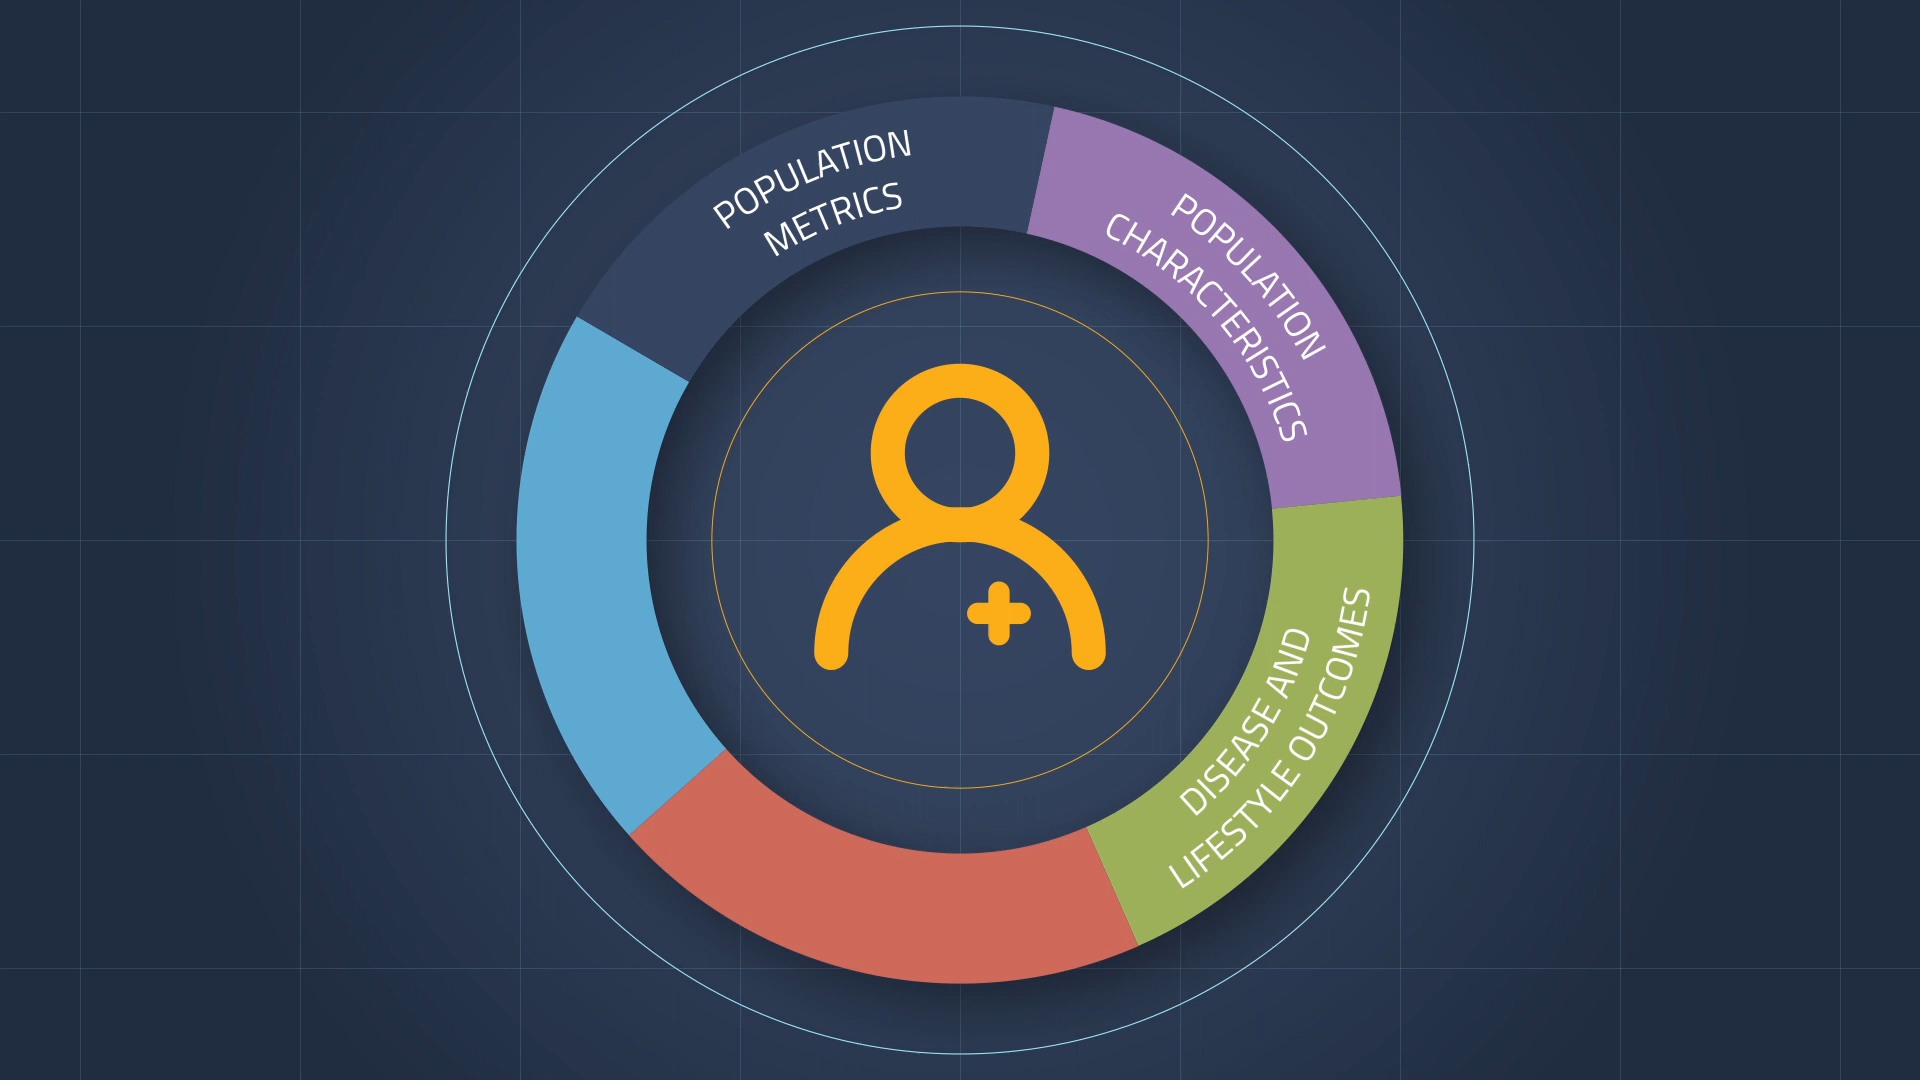 POPULATION
METRICS
POPULATION
CHARACTERISTICS
DISEASE AND
LIFESTYLE OUTCOMES